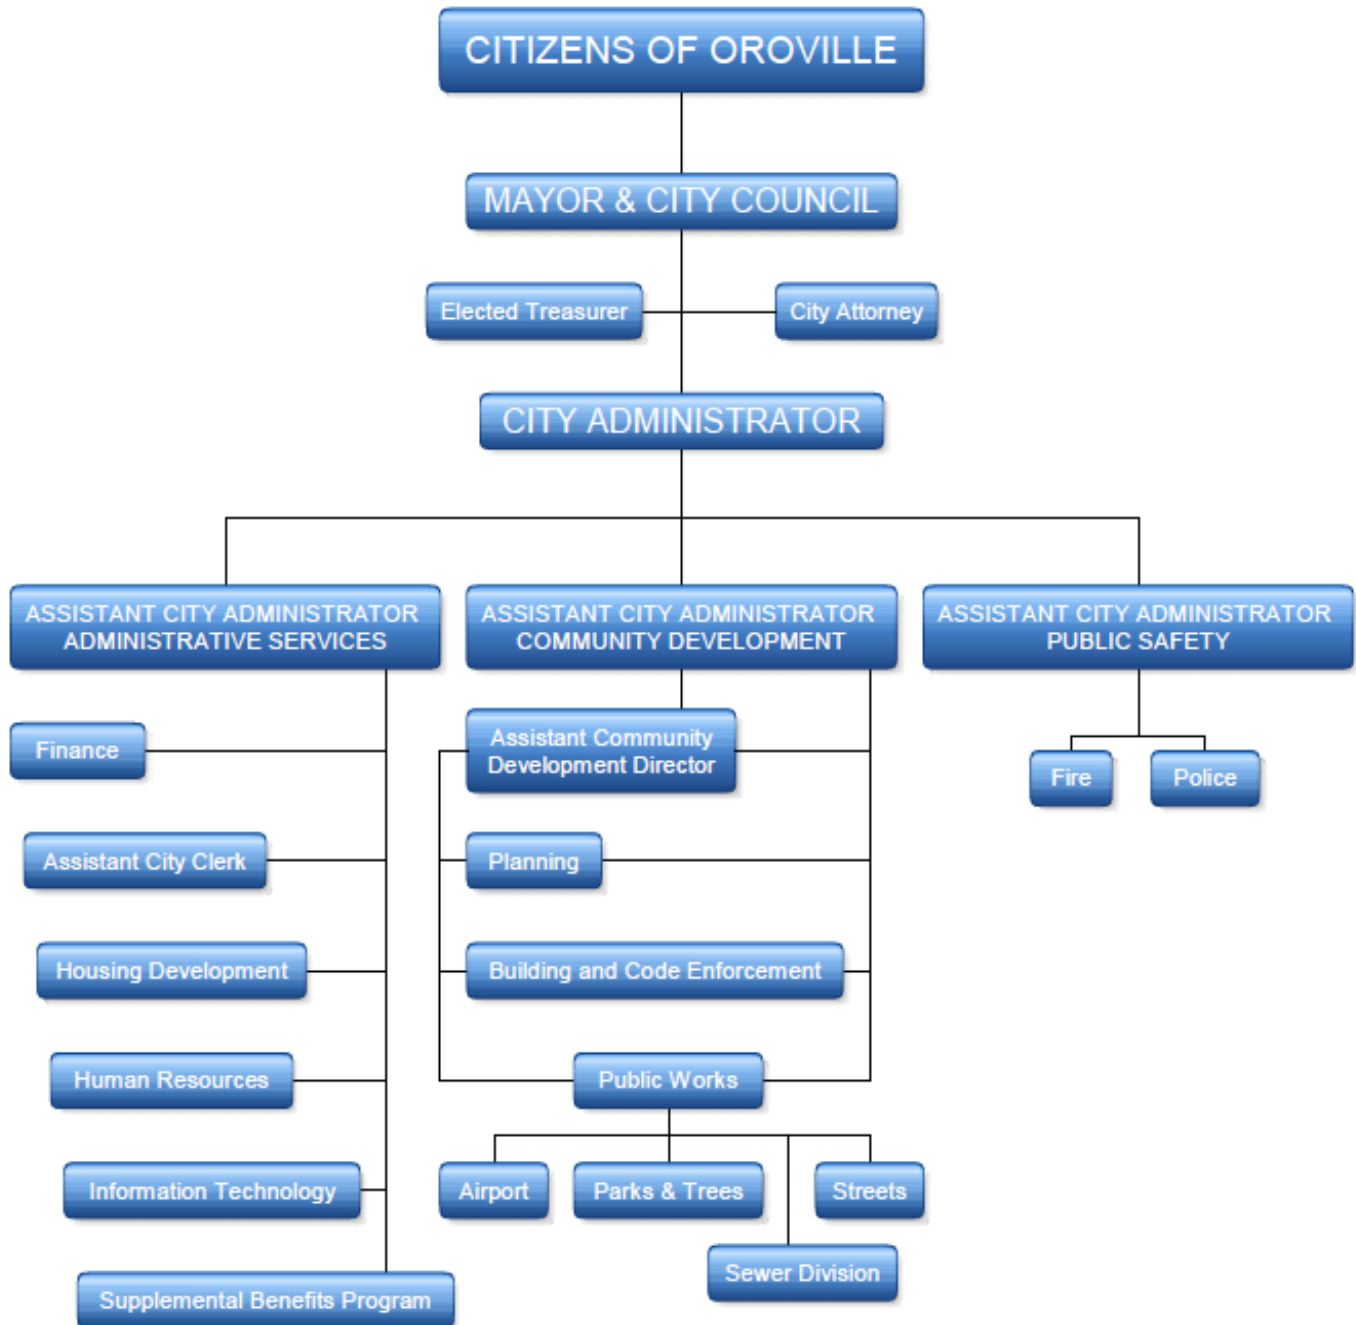 CITIZENS OF OROVILLE
MAYOR & CITY COUNCIL
Elected Treasurer
City Attorney
CITY ADMINISTRATOR
ASSISTANT CITY ADMINISTRATOR
ADMINISTRATIVE SERVICES
Finance
Assistant City Clerk
Housing Development
Human Resources
Information Technology
Supplemental Benefits Program
ASSISTANT CITY ADMINISTRATOR
COMMUNITY DEVELOPMENT
Assistant Community
Development Director
Planning
Building and Code Enforcement
Public Works
Airport
Parks & Trees
Streets
Sewer Division
ASSISTANT CITY ADMINISTRATOR
PUBLIC SAFETY
Fire
Police